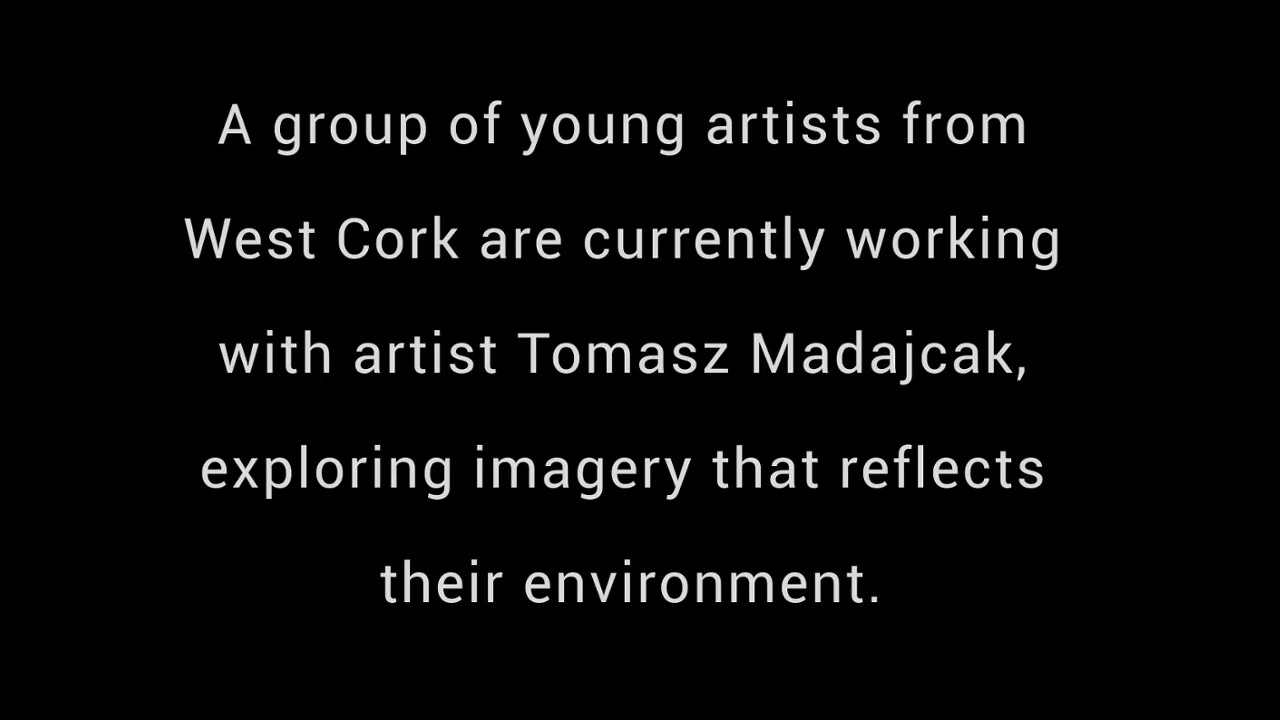 A group of young artists from
West Cork are currently working
with artist Tomasz Madajcak,
exploring imagery that reflects
their environment.